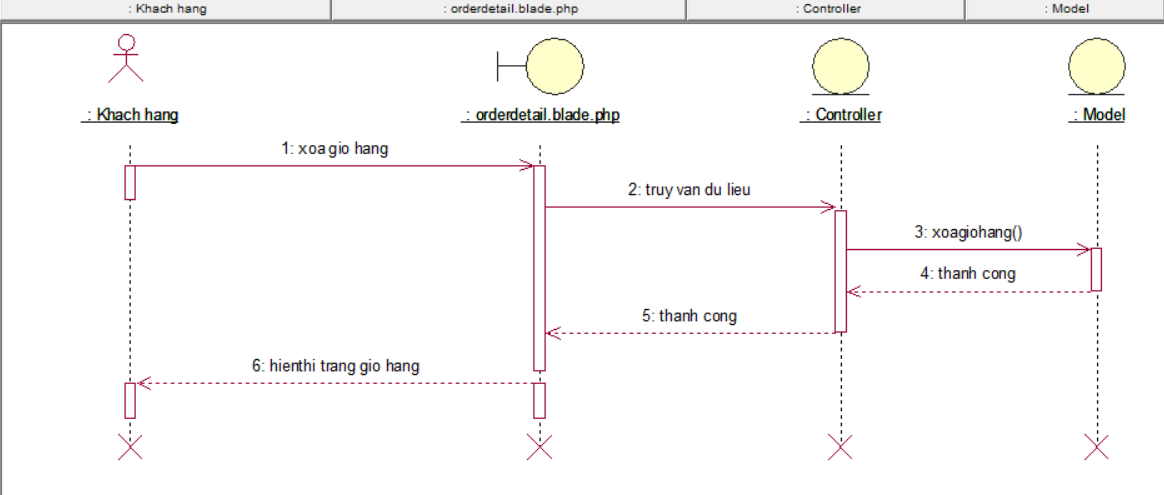 : Khach hang
: orderdetail.blade.php
: Controller
: Model
: Khach hang
: orderdetail.blade.php
: Controller
: Model
1: xoa gio hang
2: truy van du lieu
3: xoagiohang()
4: thanh cong
5: thanh cong
6: hienthi trang gio hang